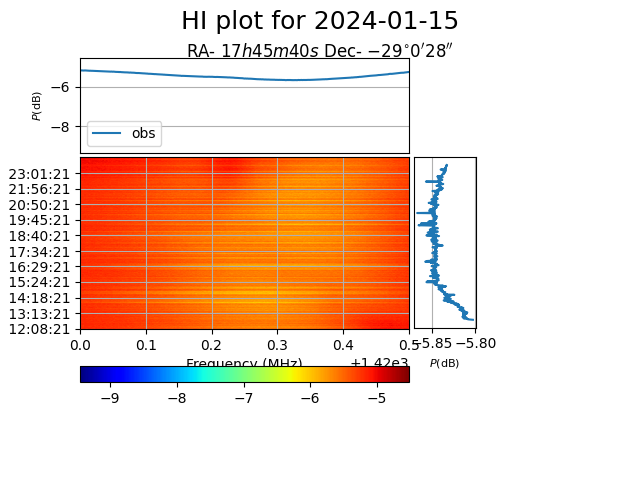 HI plot for 2024-01-15
RA- 17h45m40s Dec- −29°0′28″
P(dB)
−6
−8
obs
23:01:21
21:56:21
20:50:21
19:45:21
18:40:21
17:34:21
16:29:21
15:24:21
14:18:21
13:13:21
12:08:21
0.0 0.1 0.2 0.3 0.4 0.5
−5.85 −5.80
Frequency (MHz)
+1.42e3
P(dB)
−9 −8 −7 −6 −5